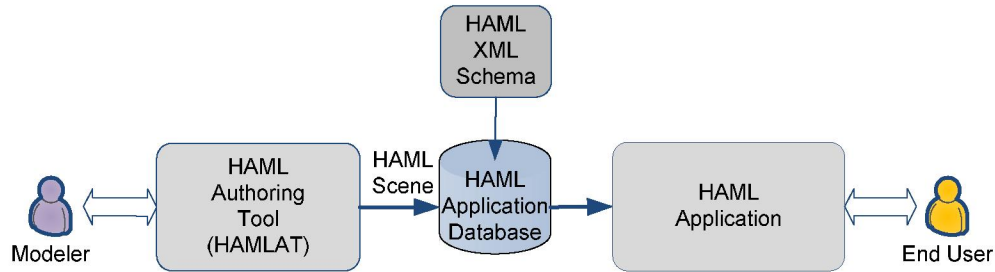 HAML
XML
Schema
HAML
Authoring
Tool
(HAMLAT)
HAML
Scene
HAML
Application
Database
HAML
Application
Modeler
End User